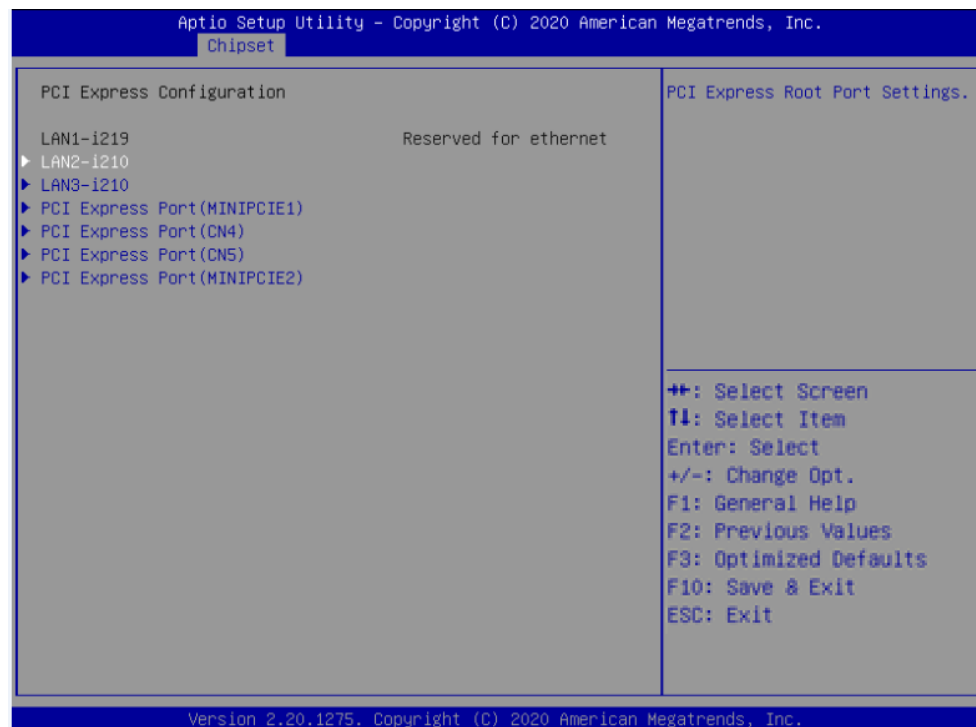 Aptio Setup Utility – Copyright (C) 2020 American Megatrends, Inc.
Chipset
PCI Express Configuration
LAN1-i219 Reserved for ethernet
▶ LAN2-i210
▶ LAN3-i210
▶ PCI Express Port(MINIPCIE1)
▶ PCI Express Port(CN4)
▶ PCI Express Port(CN5)
▶ PCI Express Port(MINIPCIE2)
PCI Express Root Port Settings.
→←: Select Screen
↑↓: Select Item
Enter: Select
+/-: Change Opt.
F1: General Help
F2: Previous Values
F3: Optimized Defaults
F10: Save & Exit
ESC: Exit
Version 2.20.1275. Copyright (C) 2020 American Megatrends, Inc.